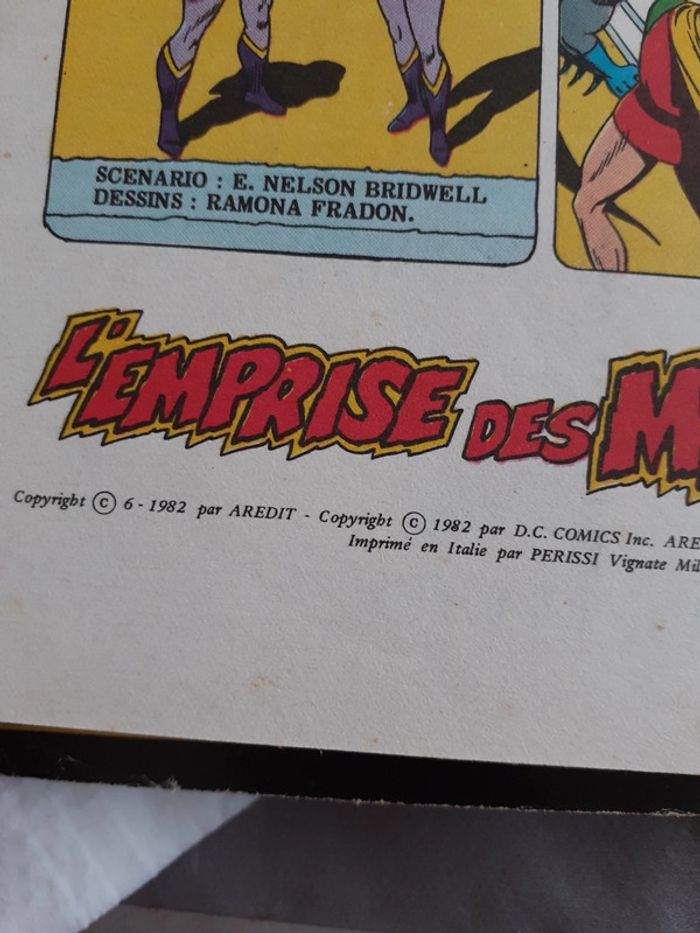 SCENARIO : E. NELSON BRIDWELL
DESSINS : RAMONA FRADON.
L'EMPRISE DES
Copyright © 6 - 1982 par AREDIT - Copyright © 1982 par D.C. COMICS Inc.
Imprimé en Italie par PERISSI Vignate